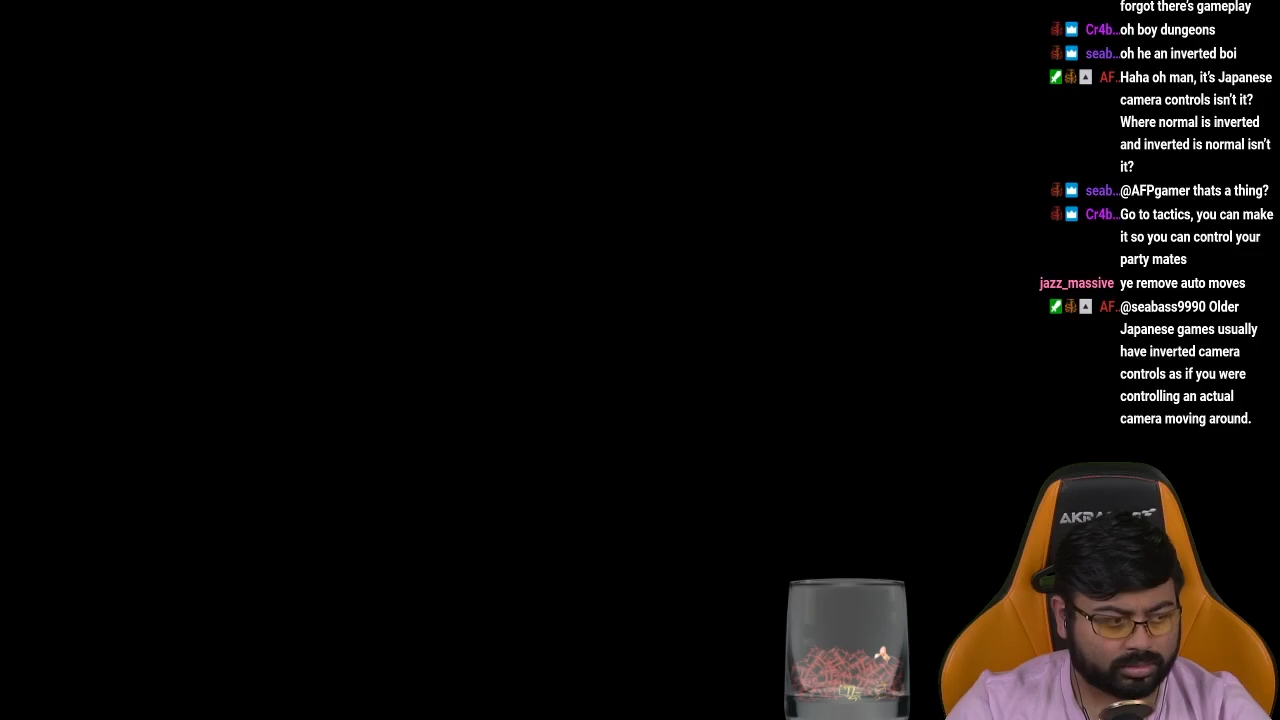 forgot there's gameplay
Cr4b...oh boy dungeons
seab...oh he an inverted boi
AF...Haha oh man, it's Japanese
camera controls isn't it?
Where normal is inverted
and inverted is normal isn't
it?
seab...@AFPgamer thats a thing?
Cr4b...Go to tactics, you can make
it so you can control your
party mates
jazz_massive ye remove auto moves
AF...@seabass9990 Older
Japanese games usually
have inverted camera
controls as if you were
controlling an actual
camera moving around.